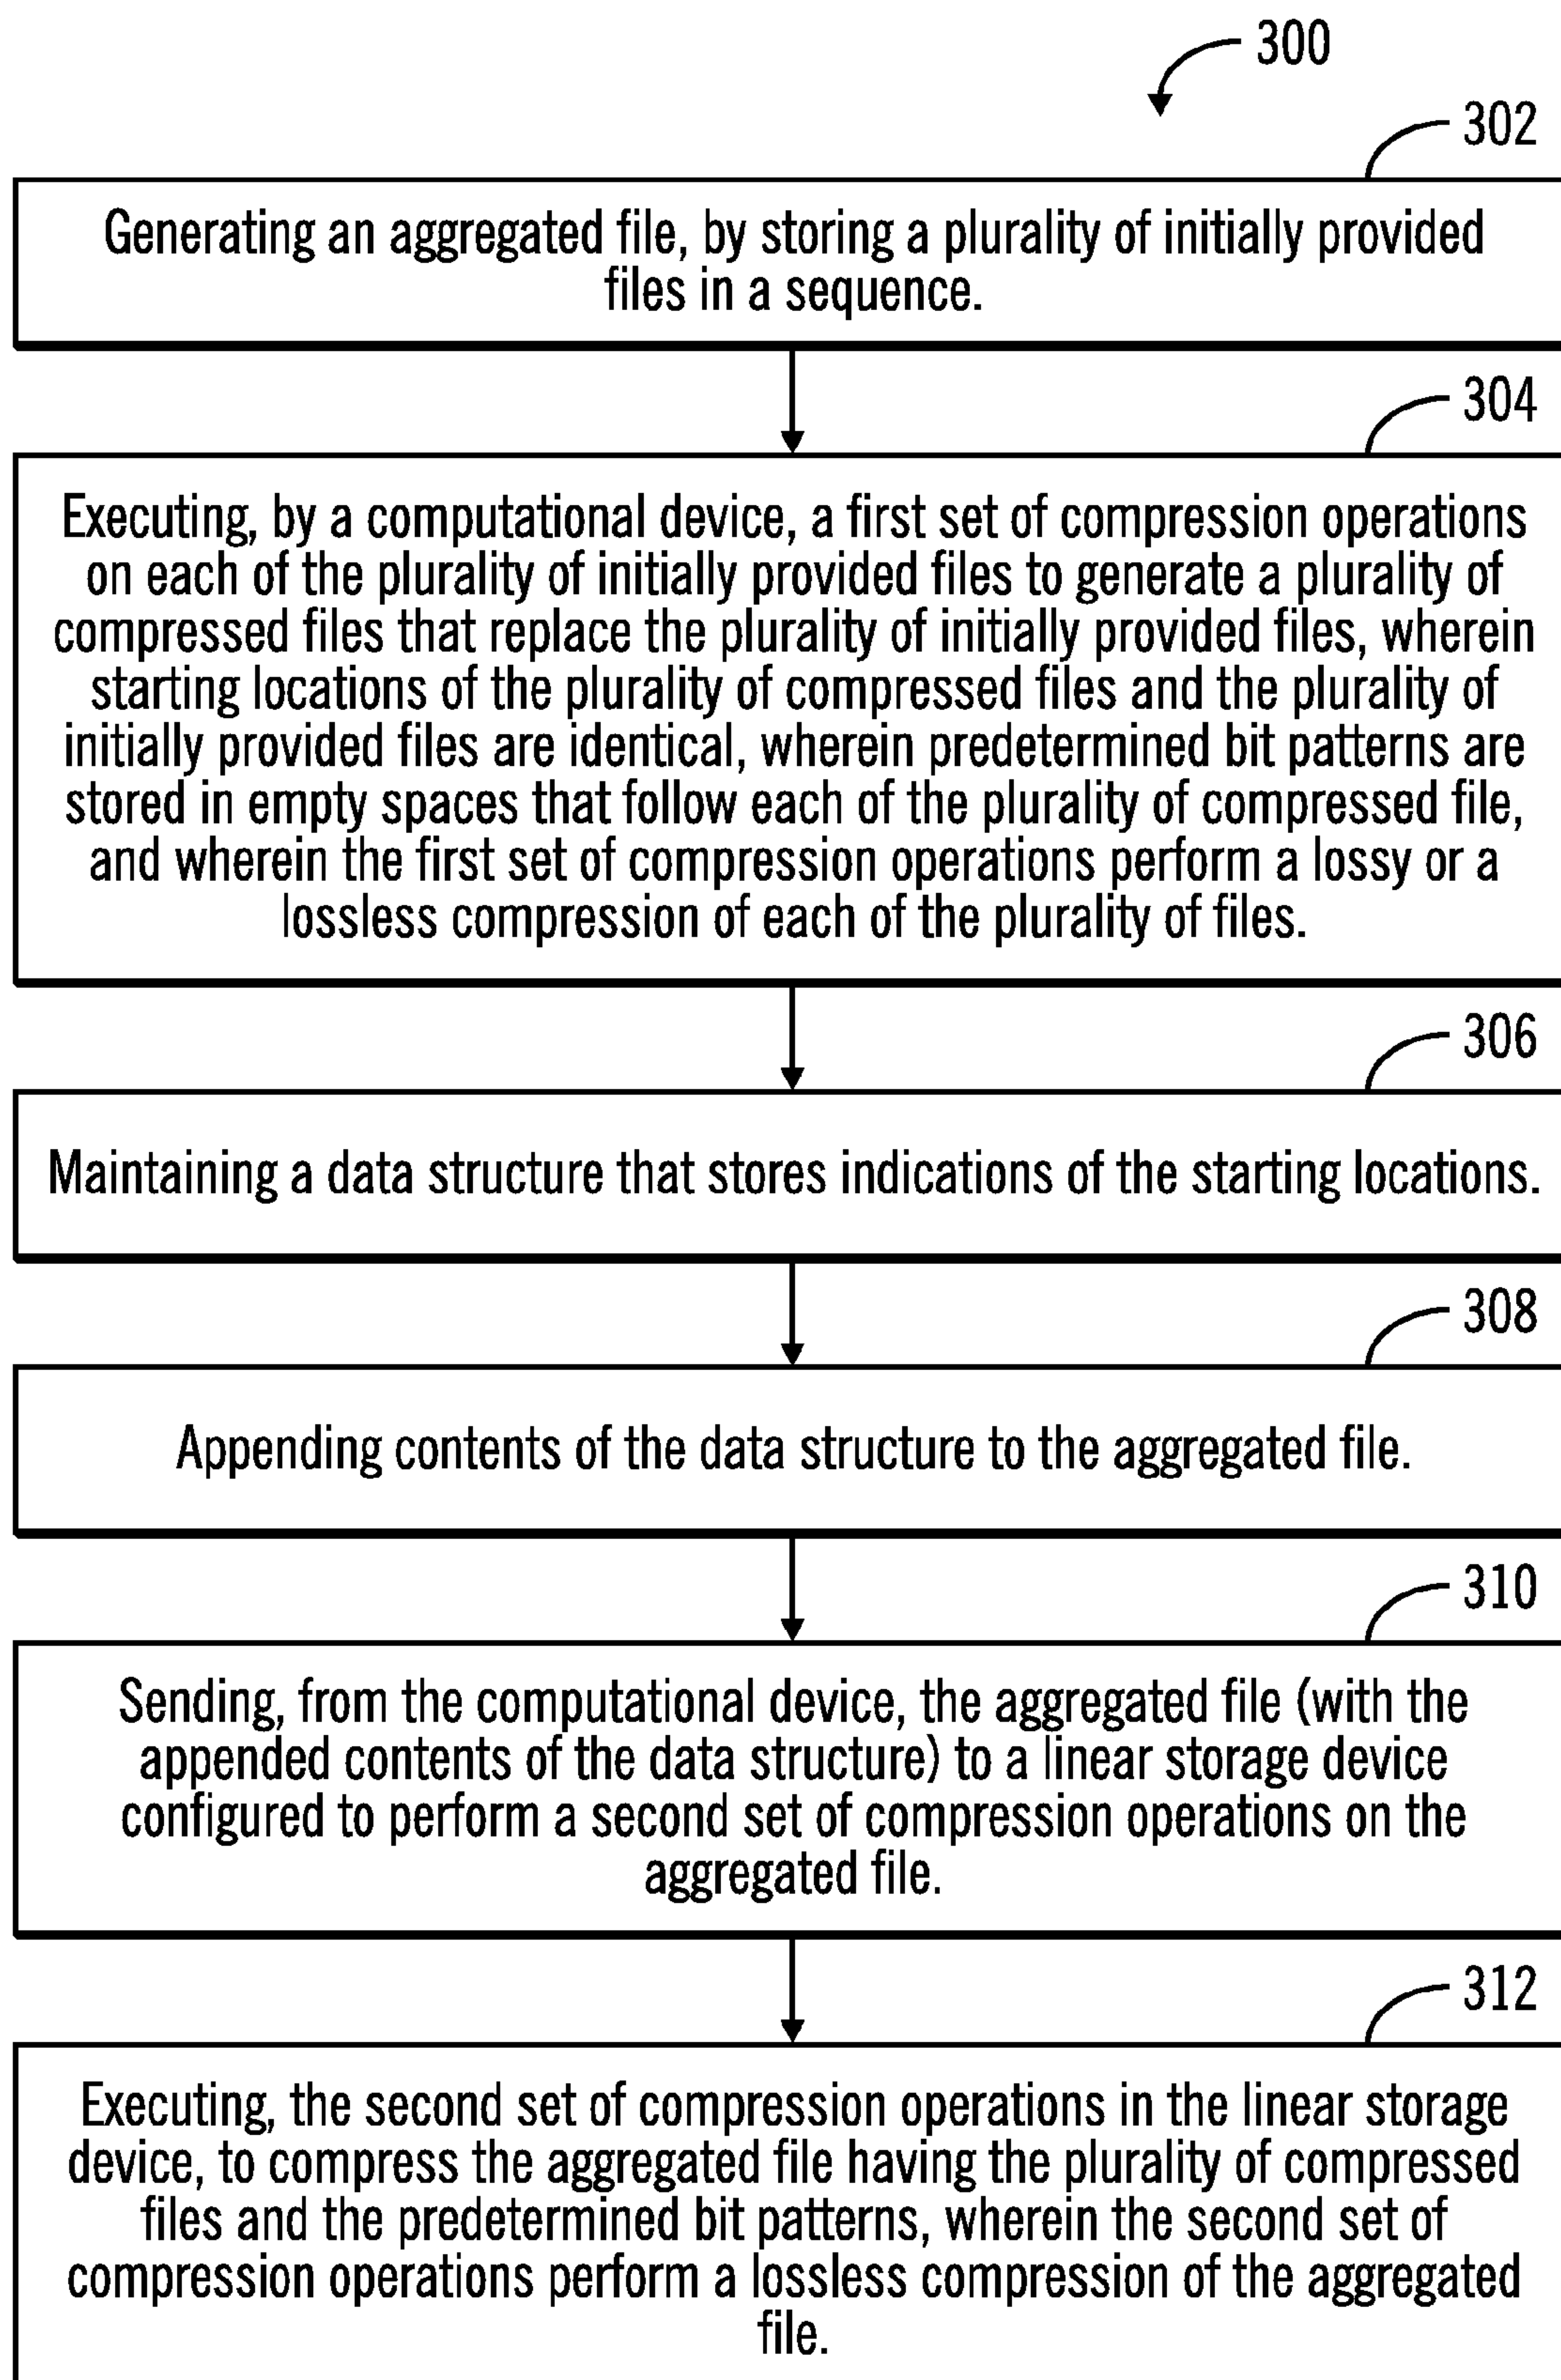 300
302
Generating an aggregated file, by storing a plurality of initially provided
files in a sequence.
304
Executing, by a computational device, a first set of compression operations
on each of the plurality of initially provided files to generate a plurality of
compressed files that replace the plurality of initially provided files, wherein
starting locations of the plurality of compressed files and the plurality of
initially provided files are identical, wherein predetermined bit patterns are
stored in empty spaces that follow each of the plurality of compressed file,
and wherein the first set of compression operations perform a lossy or a
lossless compression of each of the plurality of files.
306
Maintaining a data structure that stores indications of the starting locations.
308
Appending contents of the data structure to the aggregated file.
310
Sending, from the computational device, the aggregated file (with the
appended contents of the data structure) to a linear storage device
configured to perform a second set of compression operations on the
aggregated file.
312
Executing, the second set of compression operations in the linear storage
device, to compress the aggregated file having the plurality of compressed
files and the predetermined bit patterns, wherein the second set of
compression operations perform a lossless compression of the aggregated
file.